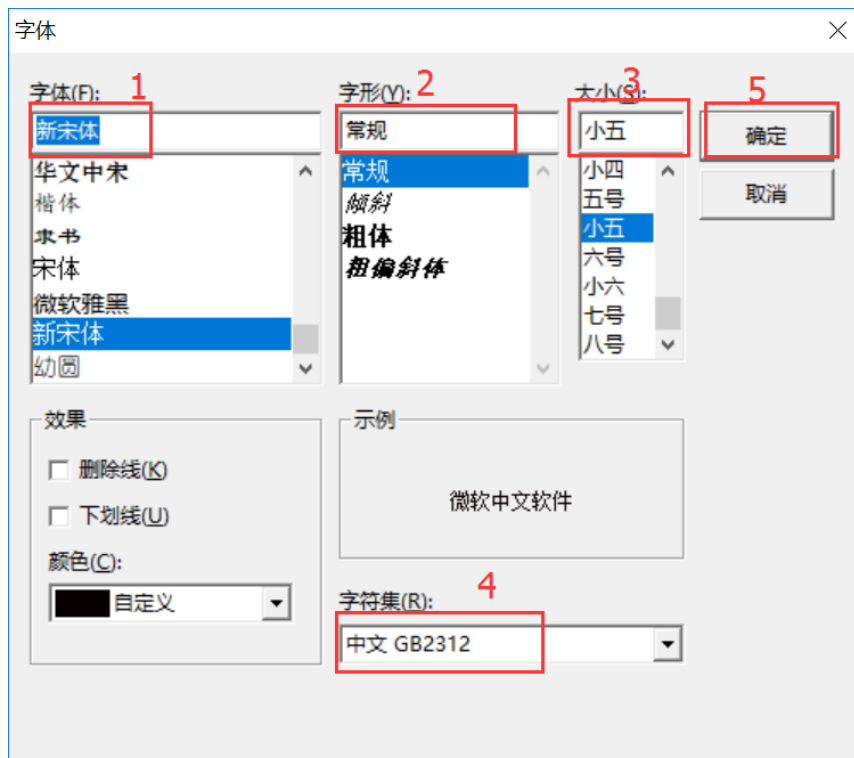 字体
字体(F): 1
字形(Y): 2
大小(S): 3
5
新宋体
常规
小五
确定
取消
华文中宋
楷体
隶书
宋体
微软雅黑
新宋体
幼圆
常规
倾斜
粗体
粗偏斜体
小四
五号
小五
六号
小六
七号
八号
效果
删除线(K)
下划线(U)
颜色(C):
自定义
示例
微软中文软件
字符集(R): 4
中文 GB2312